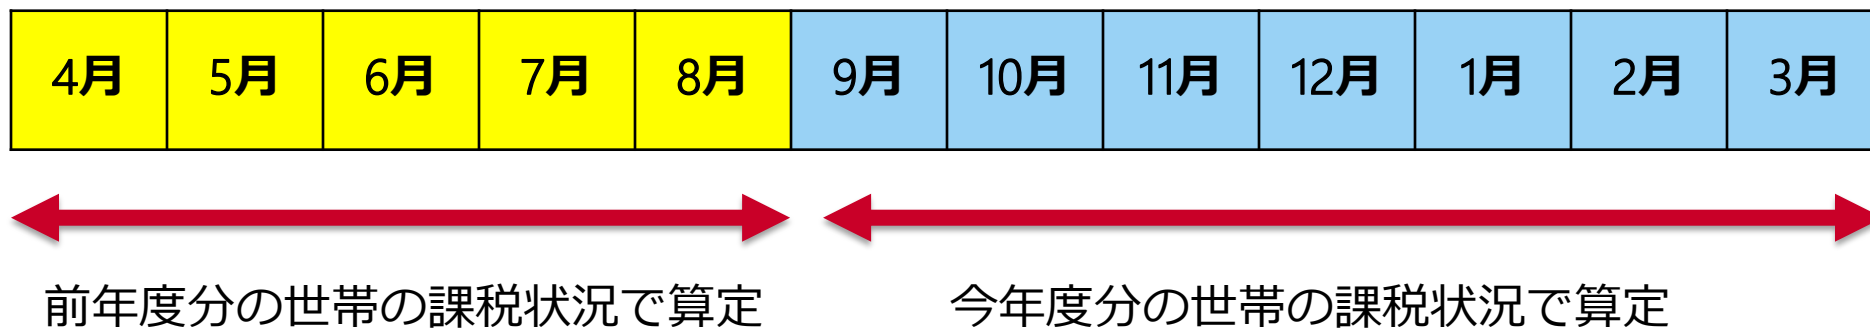 4月 5月 6月 7月 8月 9月 10月 11月 12月 1月 2月 3月
前年度分の世帯の課税状況で算定 今年度分の世帯の課税状況で算定